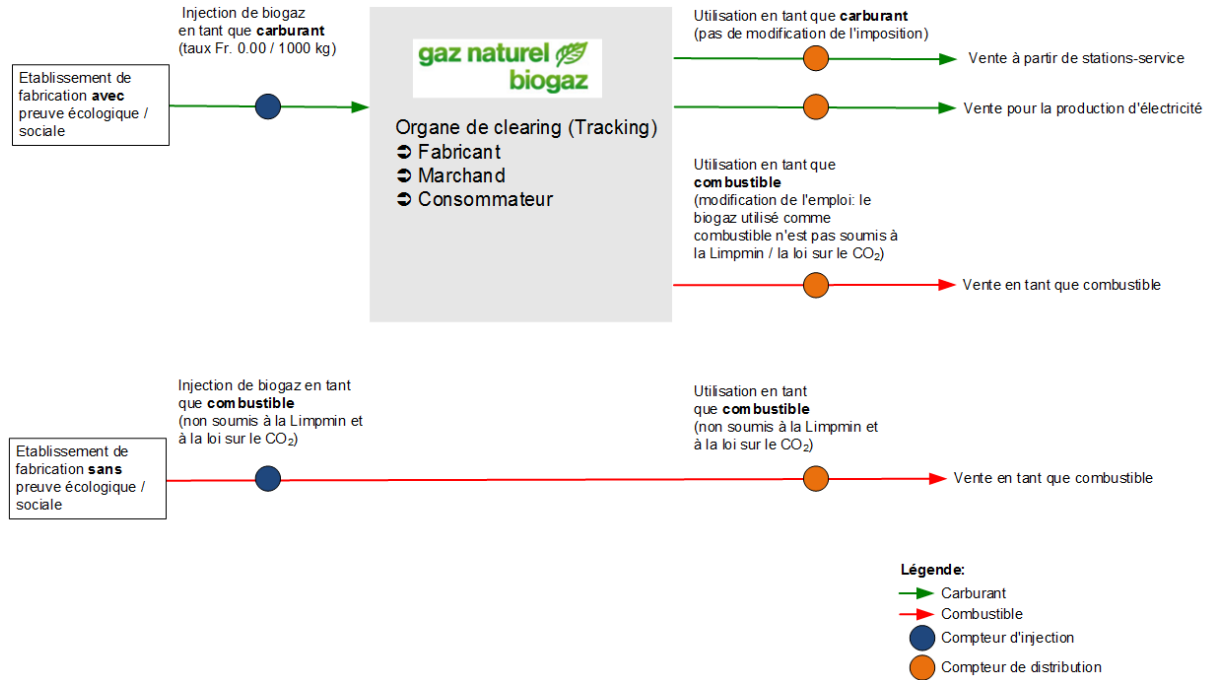 Injection de biogaz
en tant que carburant
(taux Fr. 0.00 / 1000 kg)
Etablissement de
fabrication avec
preuve écologique /
sociale
gaz naturel
biogaz
Organe de clearing (Tracking)
➲ Fabricant
➲ Marchand
➲ Consommateur
Utilisation en tant que carburant
(pas de modification de l'imposition)
Vente à partir de stations-service
Vente pour la production d'électricité
Utilisation en tant que
combustible
(modification de l'emploi: le
biogaz utilisé comme
combustible n'est pas soumis à
la Limpmin / la loi sur le CO₂)
Vente en tant que combustible
Injection de biogaz en tant
que combustible
(non soumis à la Limpmin et
à la loi sur le CO₂)
Etablissement de
fabrication sans
preuve écologique /
sociale
Utilisation en tant
que combustible
(non soumis à la Limpmin et
à la loi sur le CO₂)
Vente en tant que combustible
Légende:
Carburant
Combustible
Compteur d'injection
Compteur de distribution